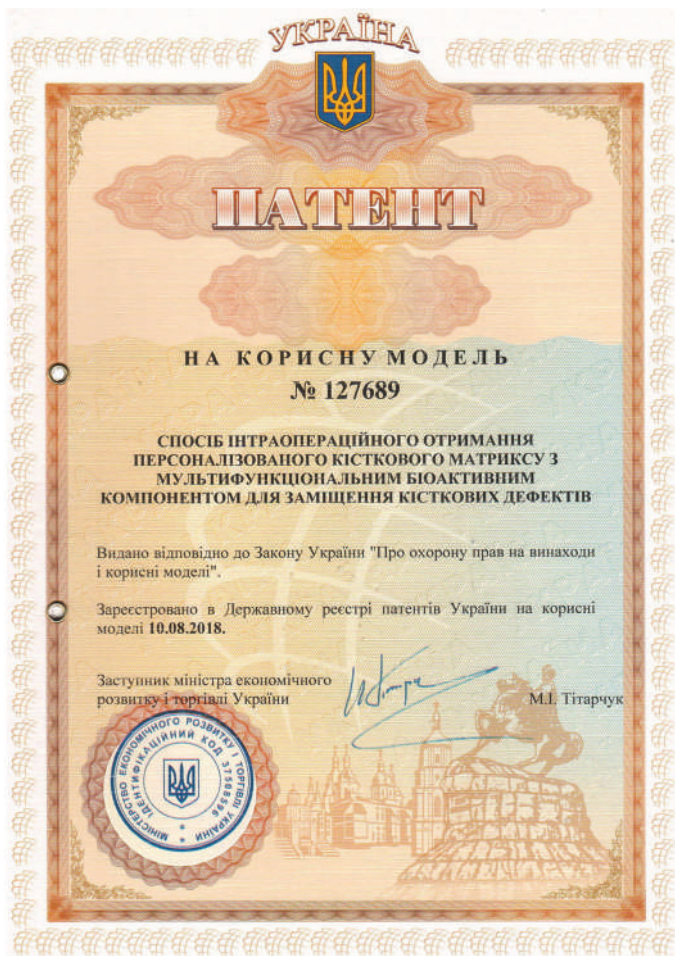 УКРАЇНА
ПАТЕНТ
НА КОРИСНУ МОДЕЛЬ
№ 127689
СПОСІБ ІНТРАОПЕРАЦІЙНОГО ОТРИМАННЯ
ПЕРСОНАЛІЗОВАНОГО КІСТКОВОГО МАТРИКСУ З
МУЛЬТИФУНКЦІОНАЛЬНИМ БІОАКТИВНИМ
КОМПОНЕНТОМ ДЛЯ ЗАМІЩЕННЯ КІСТКОВИХ ДЕФЕКТІВ
Видано відповідно до Закону України "Про охорону прав на винаходи
і корисні моделі".
Зареєстровано в Державному реєстрі патентів України на корисні
моделі 10.08.2018.
Заступник міністра економічного
розвитку і торгівлі України
М.І. Тітарчук
МІНІСТЕРСТВО ЕКОНОМІЧНОГО РОЗВИТКУ І ТОРГІВЛІ УКРАЇНИ
ІДЕНТИФІКАЦІЙНИЙ КОД 37508596